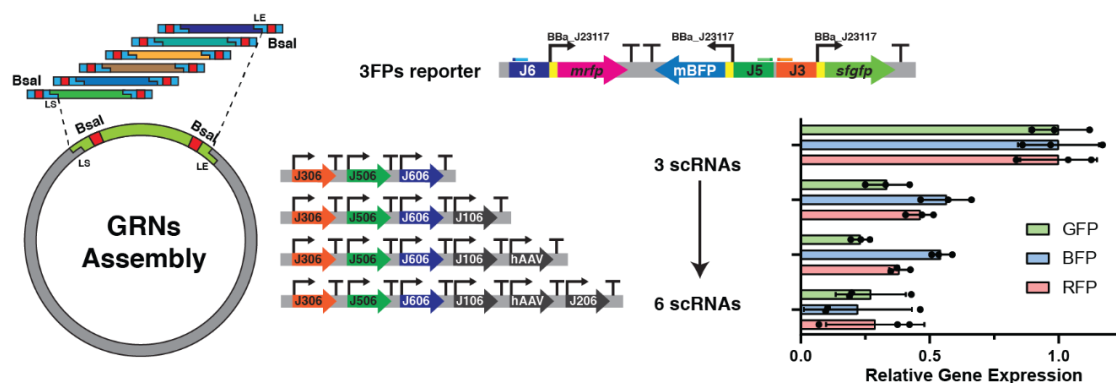 LE
BsaI
BsaI
LS
BsaI
BsaI
LS
LE
GRNs
Assembly
3FPs reporter
BBa_J23117
BBa_J23117
BBa_J23117
J6
mrfp
mBFP
J5
J3
sfgfp
J306
J506
J606
J306
J506
J606
J106
J306
J506
J606
J106
hAAV
J306
J506
J606
J106
hAAV
J206
3 scRNAs
6 scRNAs
GFP
BFP
RFP
0.0
0.5
1.0
Relative Gene Expression